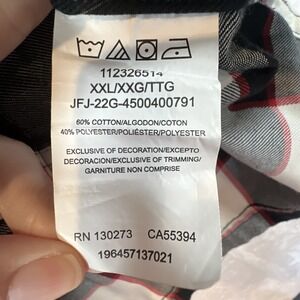 112326514
XXL/XXG/TTG
JFJ-22G-4500400791
60% COTTON/ALGODON/COTON
40% POLYESTER/POLIÉSTER/POLYESTER
EXCLUSIVE OF DECORATION/EXCEPTO
DECORACION/EXCLUSION OF TRIMMING/
GARNITURE NON COMPRISE
RN 130273 CA55394
196457137021